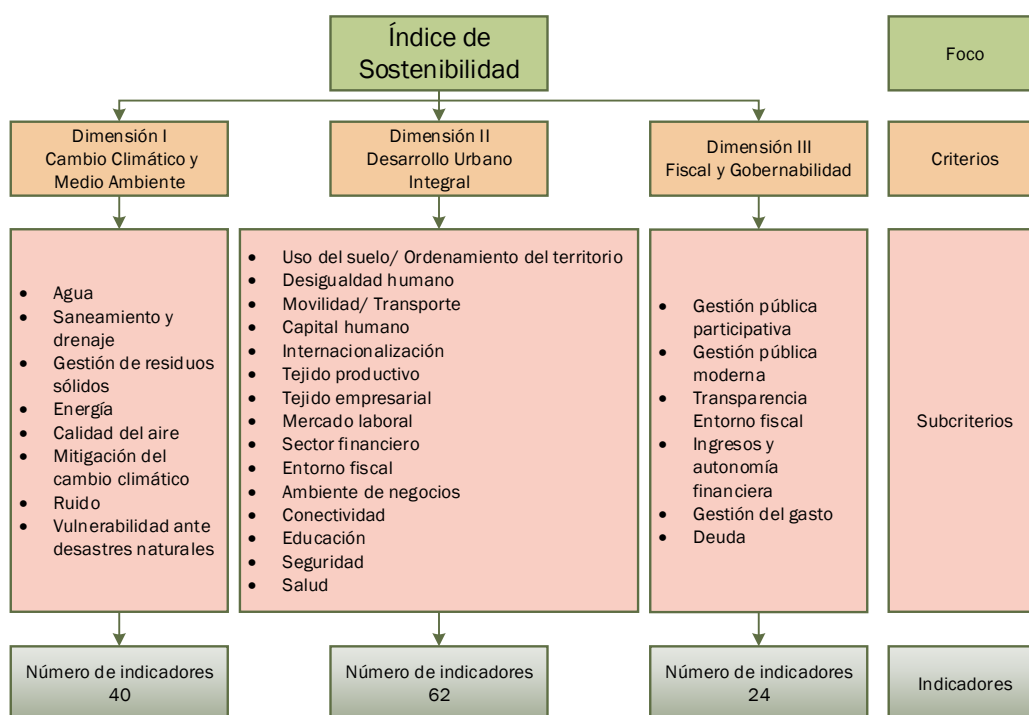 Índice de
Sostenibilidad
Foco
Dimensión I
Cambio Climático y
Medio Ambiente
Dimensión II
Desarrollo Urbano
Integral
Dimensión III
Fiscal y Gobernabilidad
Criterios
• Agua
• Saneamiento y
drenaje
• Gestión de residuos
sólidos
• Energía
• Calidad del aire
• Mitigación del
cambio climático
• Ruido
• Vulnerabilidad ante
desastres naturales
• Uso del suelo/ Ordenamiento del territorio
• Desigualdad humano
• Movilidad/ Transporte
• Capital humano
• Internacionalización
• Tejido productivo
• Tejido empresarial
• Mercado laboral
• Sector financiero
• Entorno fiscal
• Ambiente de negocios
• Conectividad
• Educación
• Seguridad
• Salud
• Gestión pública
participativa
• Gestión pública
moderna
• Transparencia
Entorno fiscal
• Ingresos y
autonomía
financiera
• Gestión del gasto
• Deuda
Subcriterios
Número de indicadores
40
Número de indicadores
62
Número de indicadores
24
Indicadores